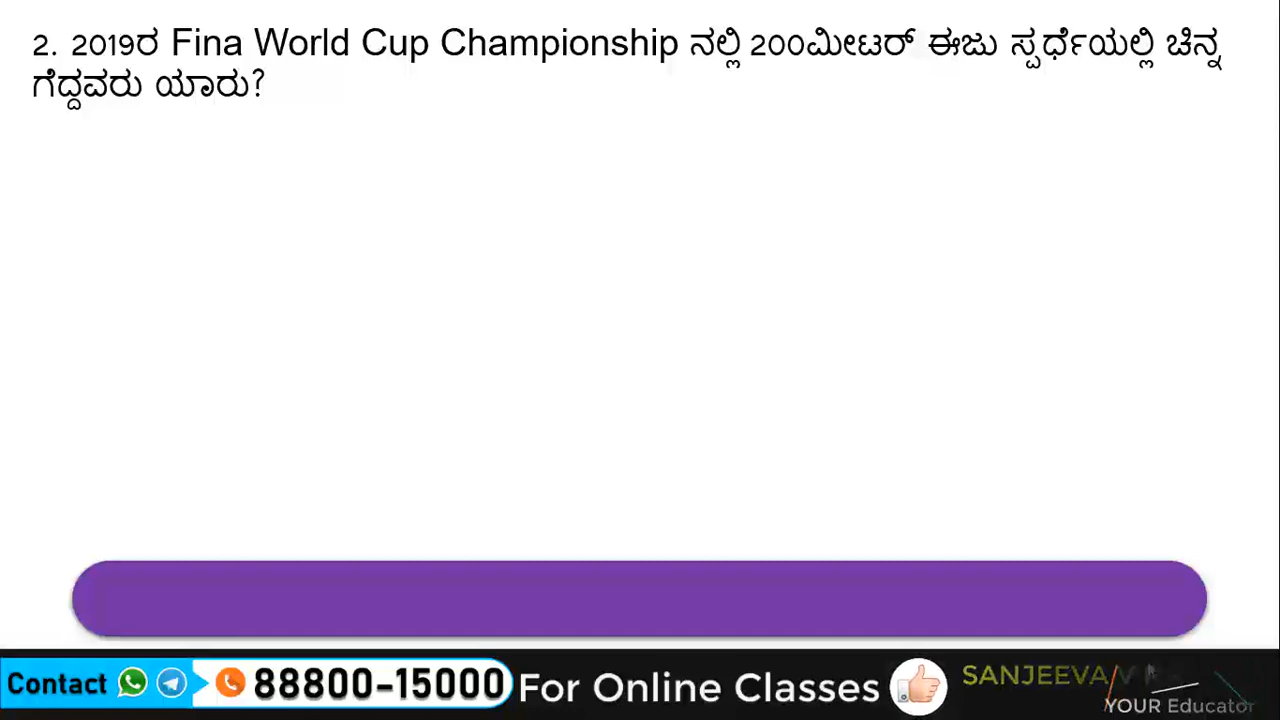 2. 2019ರ Fina World Cup Championship ನಲ್ಲಿ 200ಮೀಟರ್ ಈಜು ಸ್ಪರ್ಧೆಯಲ್ಲಿ ಚಿನ್ನ
ಗೆದ್ದವರು ಯಾರು?
Contact 88800-15000 For Online Classes
SANJEEVA
YOUR Educator